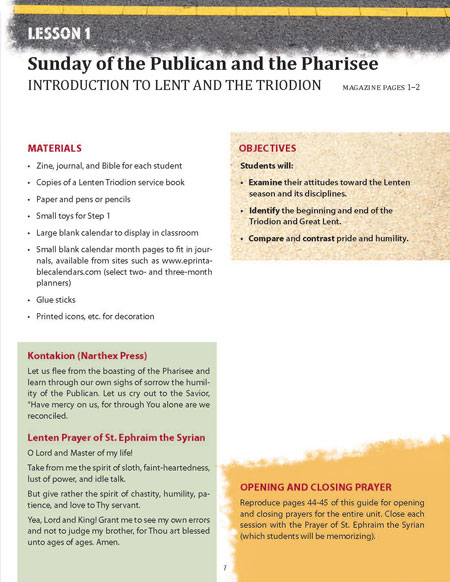 LESSON 1
Sunday of the Publican and the Pharisee
INTRODUCTION TO LENT AND THE TRIODION MAGAZINE PAGES 1–2
MATERIALS
• Zine, journal, and Bible for each student
• Copies of a Lenten Triodion service book
• Paper and pens or pencils
• Small toys for Step 1
• Large blank calendar to display in classroom
• Small blank calendar month pages to fit in jour-
nals, available from sites such as www.eprinta-
blecalendars.com (select two- and three-month
planners)
• Glue sticks
• Printed icons, etc. for decoration
OBJECTIVES
Students will:
• Examine their attitudes toward the Lenten
season and its disciplines.
• Identify the beginning and end of the
Triodion and Great Lent.
• Compare and contrast pride and humility.
Kontakion (Narthex Press)
Let us flee from the boasting of the Pharisee and
learn through our own sighs of sorrow the humil-
ity of the Publican. Let us cry out to the Savior,
"Have mercy on us, for through You alone are we
reconciled.
Lenten Prayer of St. Ephraim the Syrian
O Lord and Master of my life!
Take from me the spirit of sloth, faint-heartedness,
lust of power, and idle talk.
But give rather the spirit of chastity, humility, pa-
tience, and love to Thy servant.
Yea, Lord and King! Grant me to see my own errors
and not to judge my brother, for Thou art blessed
unto ages of ages. Amen.
OPENING AND CLOSING PRAYER
Reproduce pages 44-45 of this guide for opening
and closing prayers for the entire unit. Close each
session with the Prayer of St. Ephraim the Syrian
(which students will be memorizing).
1